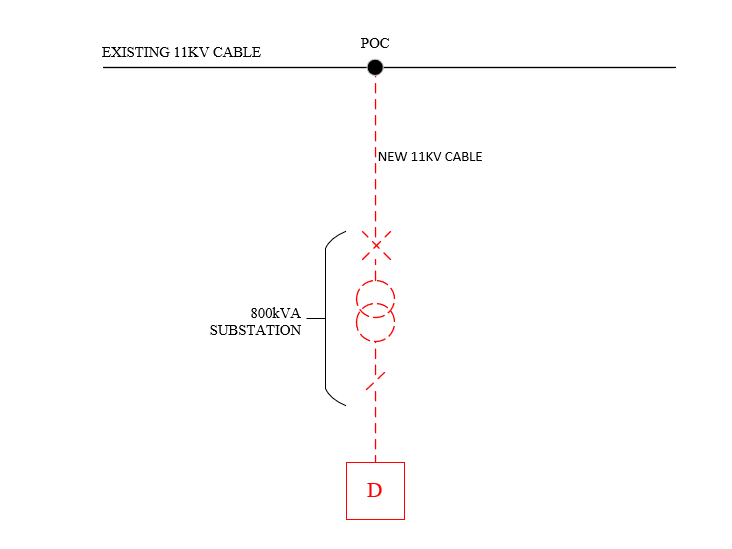 POC
EXISTING 11KV CABLE
NEW 11KV CABLE
800kVA
SUBSTATION
D